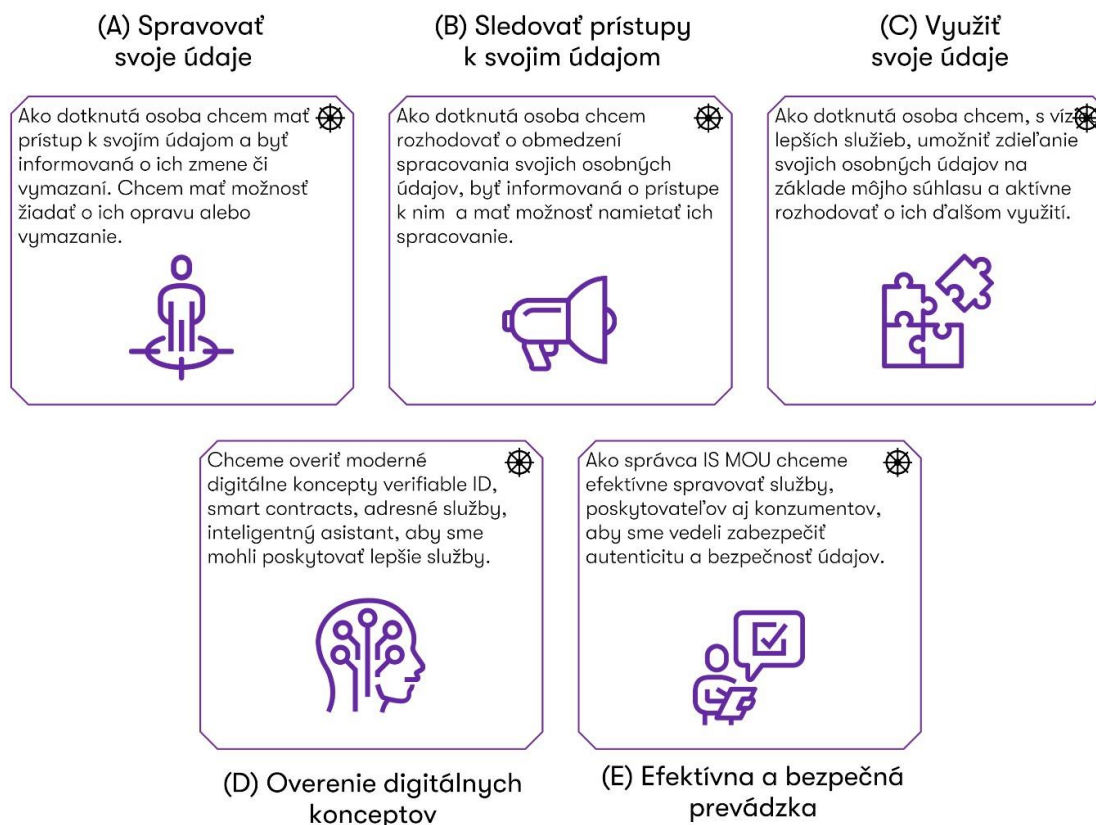 (A) Spravovať
svoje údaje
(B) Sledovať prístupy
k svojim údajom
(C) Využiť
svoje údaje
Ako dotknutá osoba chcem mať
prístup k svojím údajom a byť
informovaná o ich zmene či
vymazaní. Chcem mať možnosť
žiadať o ich opravu alebo
vymazanie.
Ako dotknutá osoba chcem
rozhodovať o obmedzení
spracovania svojich osobných
údajov, byť informovaná o prístupe
k nim a mať možnosť namietať ich
spracovanie.
Ako dotknutá osoba chcem, s
lepších služieb, umožniť zdieľanie
svojich osobných údajov na
základe môjho súhlasu a aktívne
rozhodovať o ich ďalšom využití.
Chceme overiť moderné
digitálne koncepty verifiable ID,
smart contracts, adresné služby,
inteligentný asistant, aby sme
mohli poskytovať lepšie služby.
Ako správca IS MOU chceme
efektívne spravovať služby,
poskytovateľov aj konzumentov,
aby sme vedeli zabezpečiť
autenticitu a bezpečnosť údajov.
(D) Overenie digitálnych
konceptov
(E) Efektívna a bezpečná
prevádzka